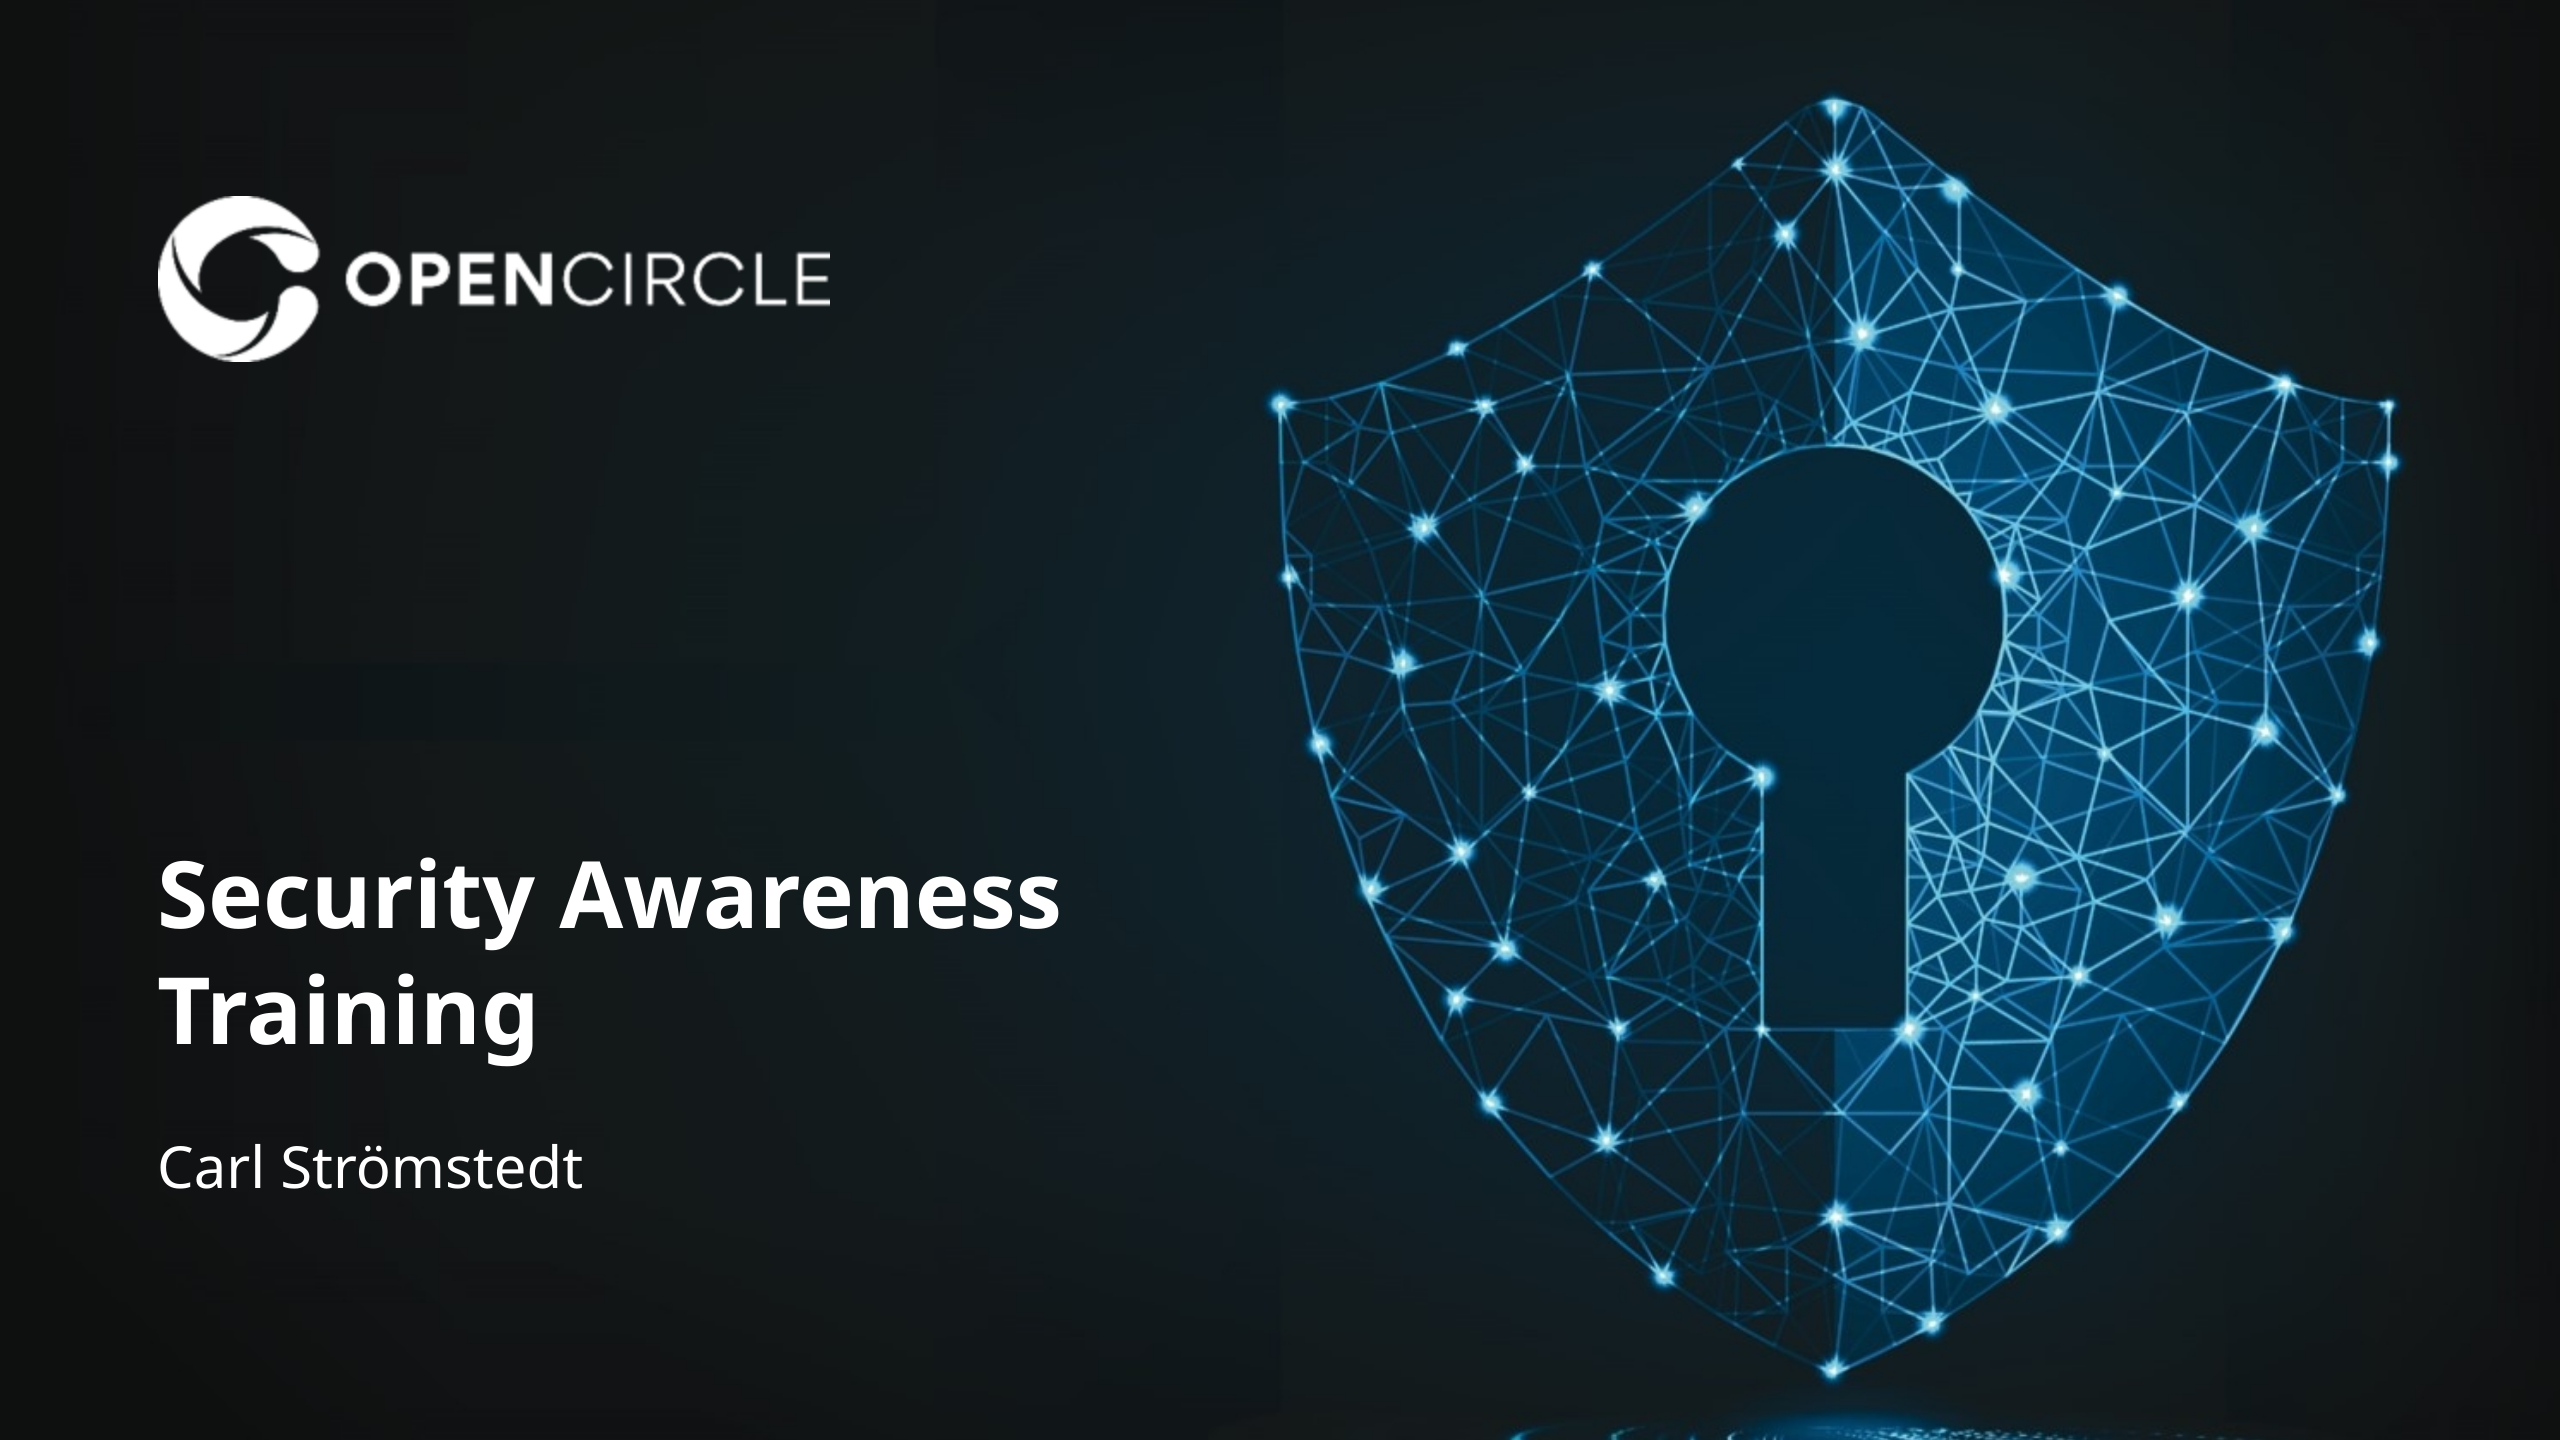 OPENCIRCLE
Security Awareness
Training
Carl Strömstedt